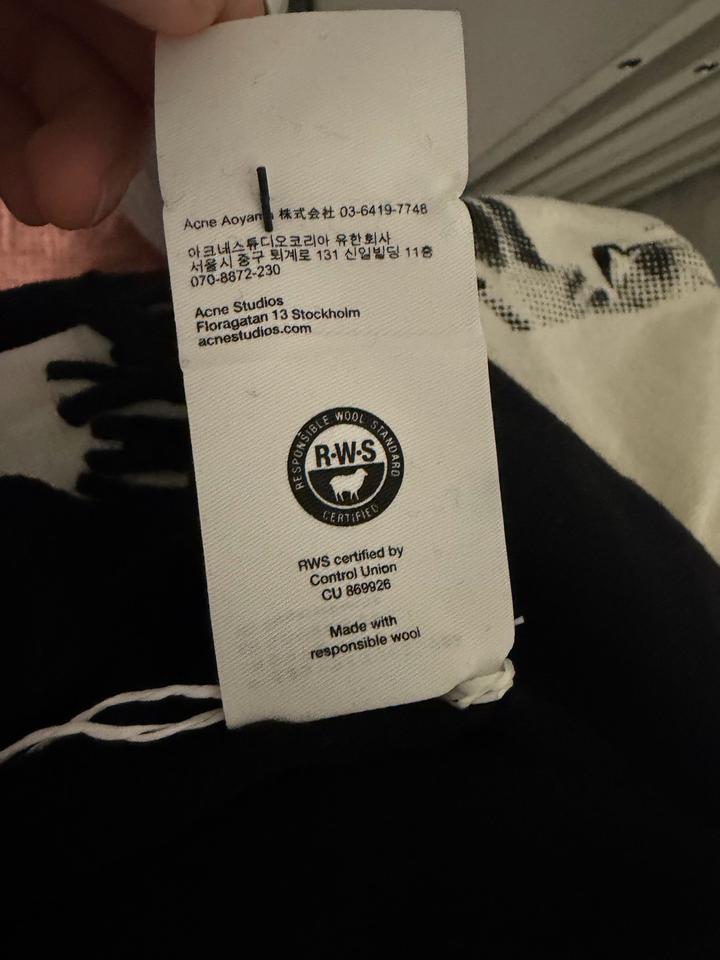 Acne Aoyama 株式会社 03-6419-7748
아크네스튜디오코리아 유한회사
서울시 중구 퇴계로 131 신일빌딩 11층
070-8872-230
Acne Studios
Floragatan 13 Stockholm
acnestudios.com
RESPONSIBLE WOOL STANDARD
R·W·S
CERTIFIED
RWS certified by
Control Union
CU 869926
Made with
responsible wool